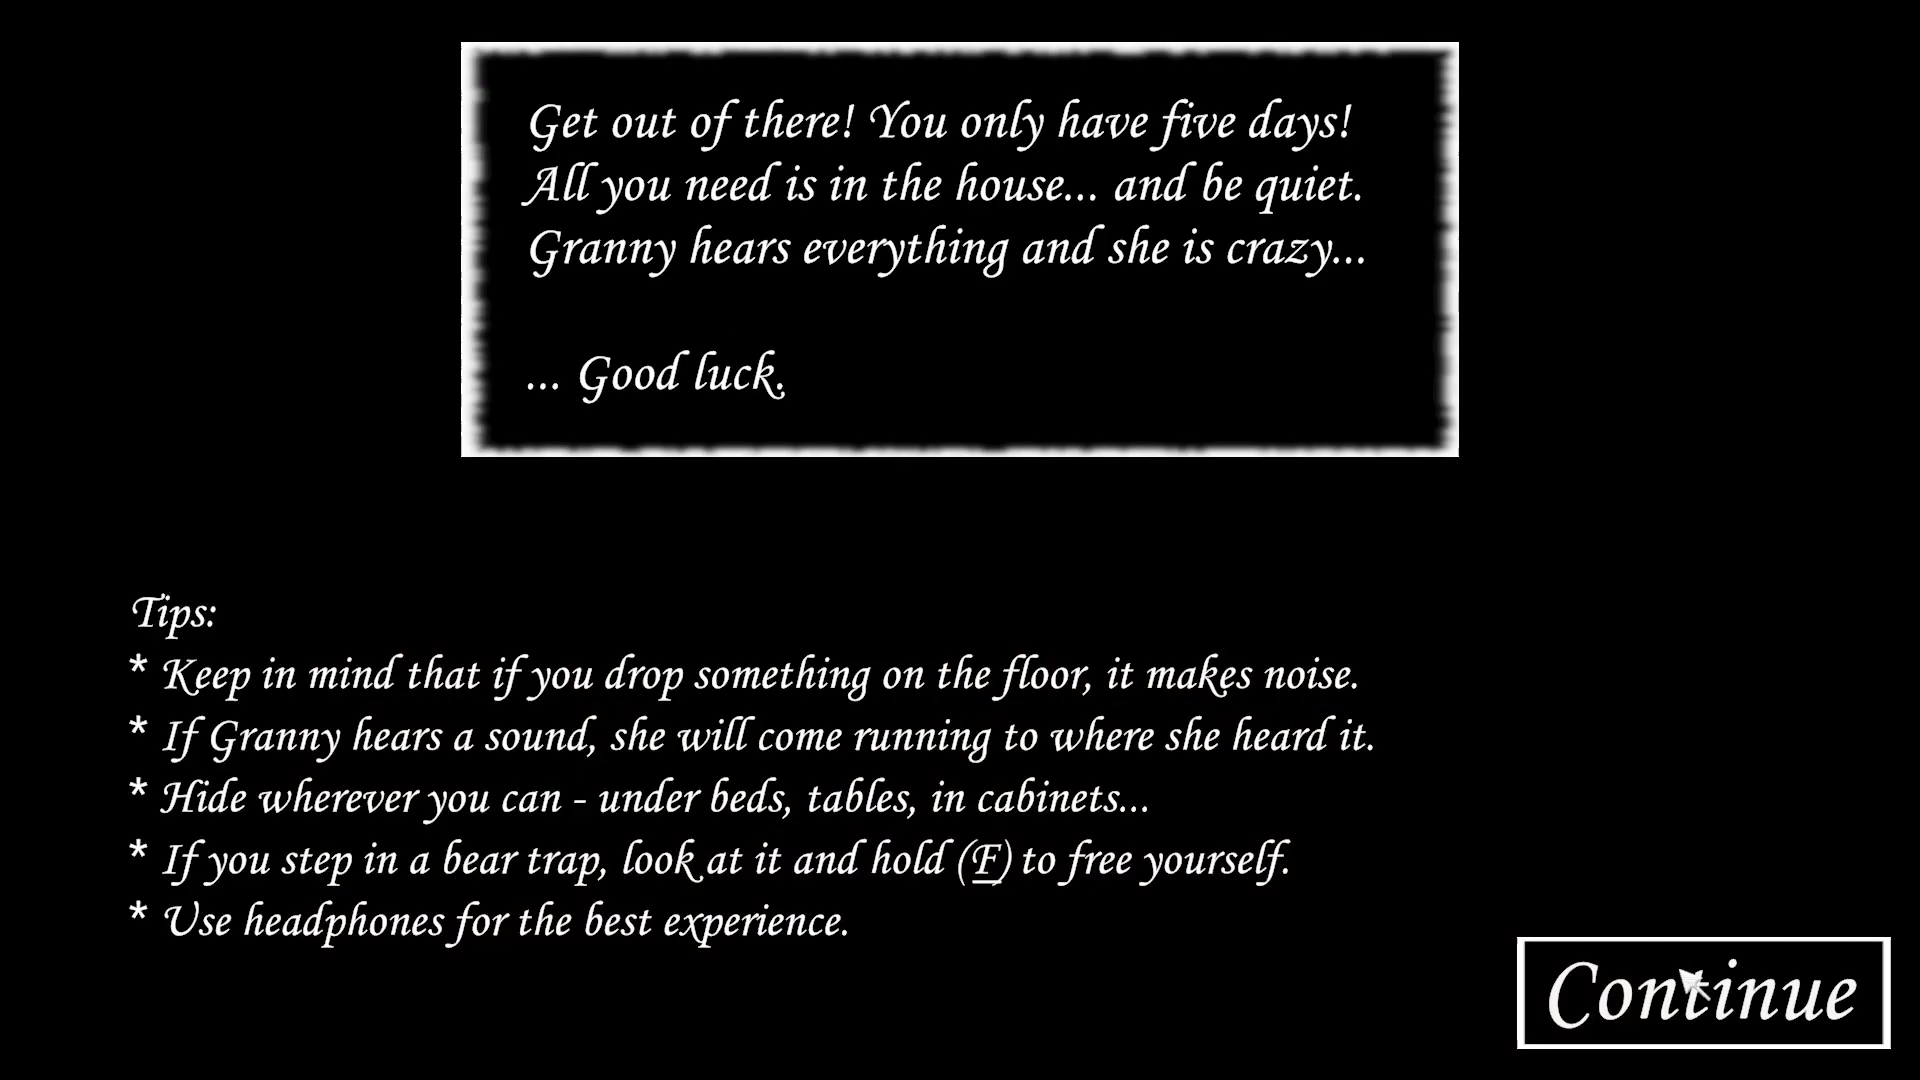 Get out of there! You only have five days!
All you need is in the house... and be quiet.
Granny hears everything and she is crazy...
... Good luck.
Tips:
* Keep in mind that if you drop something on the floor, it makes noise.
* If Granny hears a sound, she will come running to where she heard it.
* Hide wherever you can - under beds, tables, in cabinets...
* If you step in a bear trap, look at it and hold (F) to free yourself.
* Use headphones for the best experience.
Continue